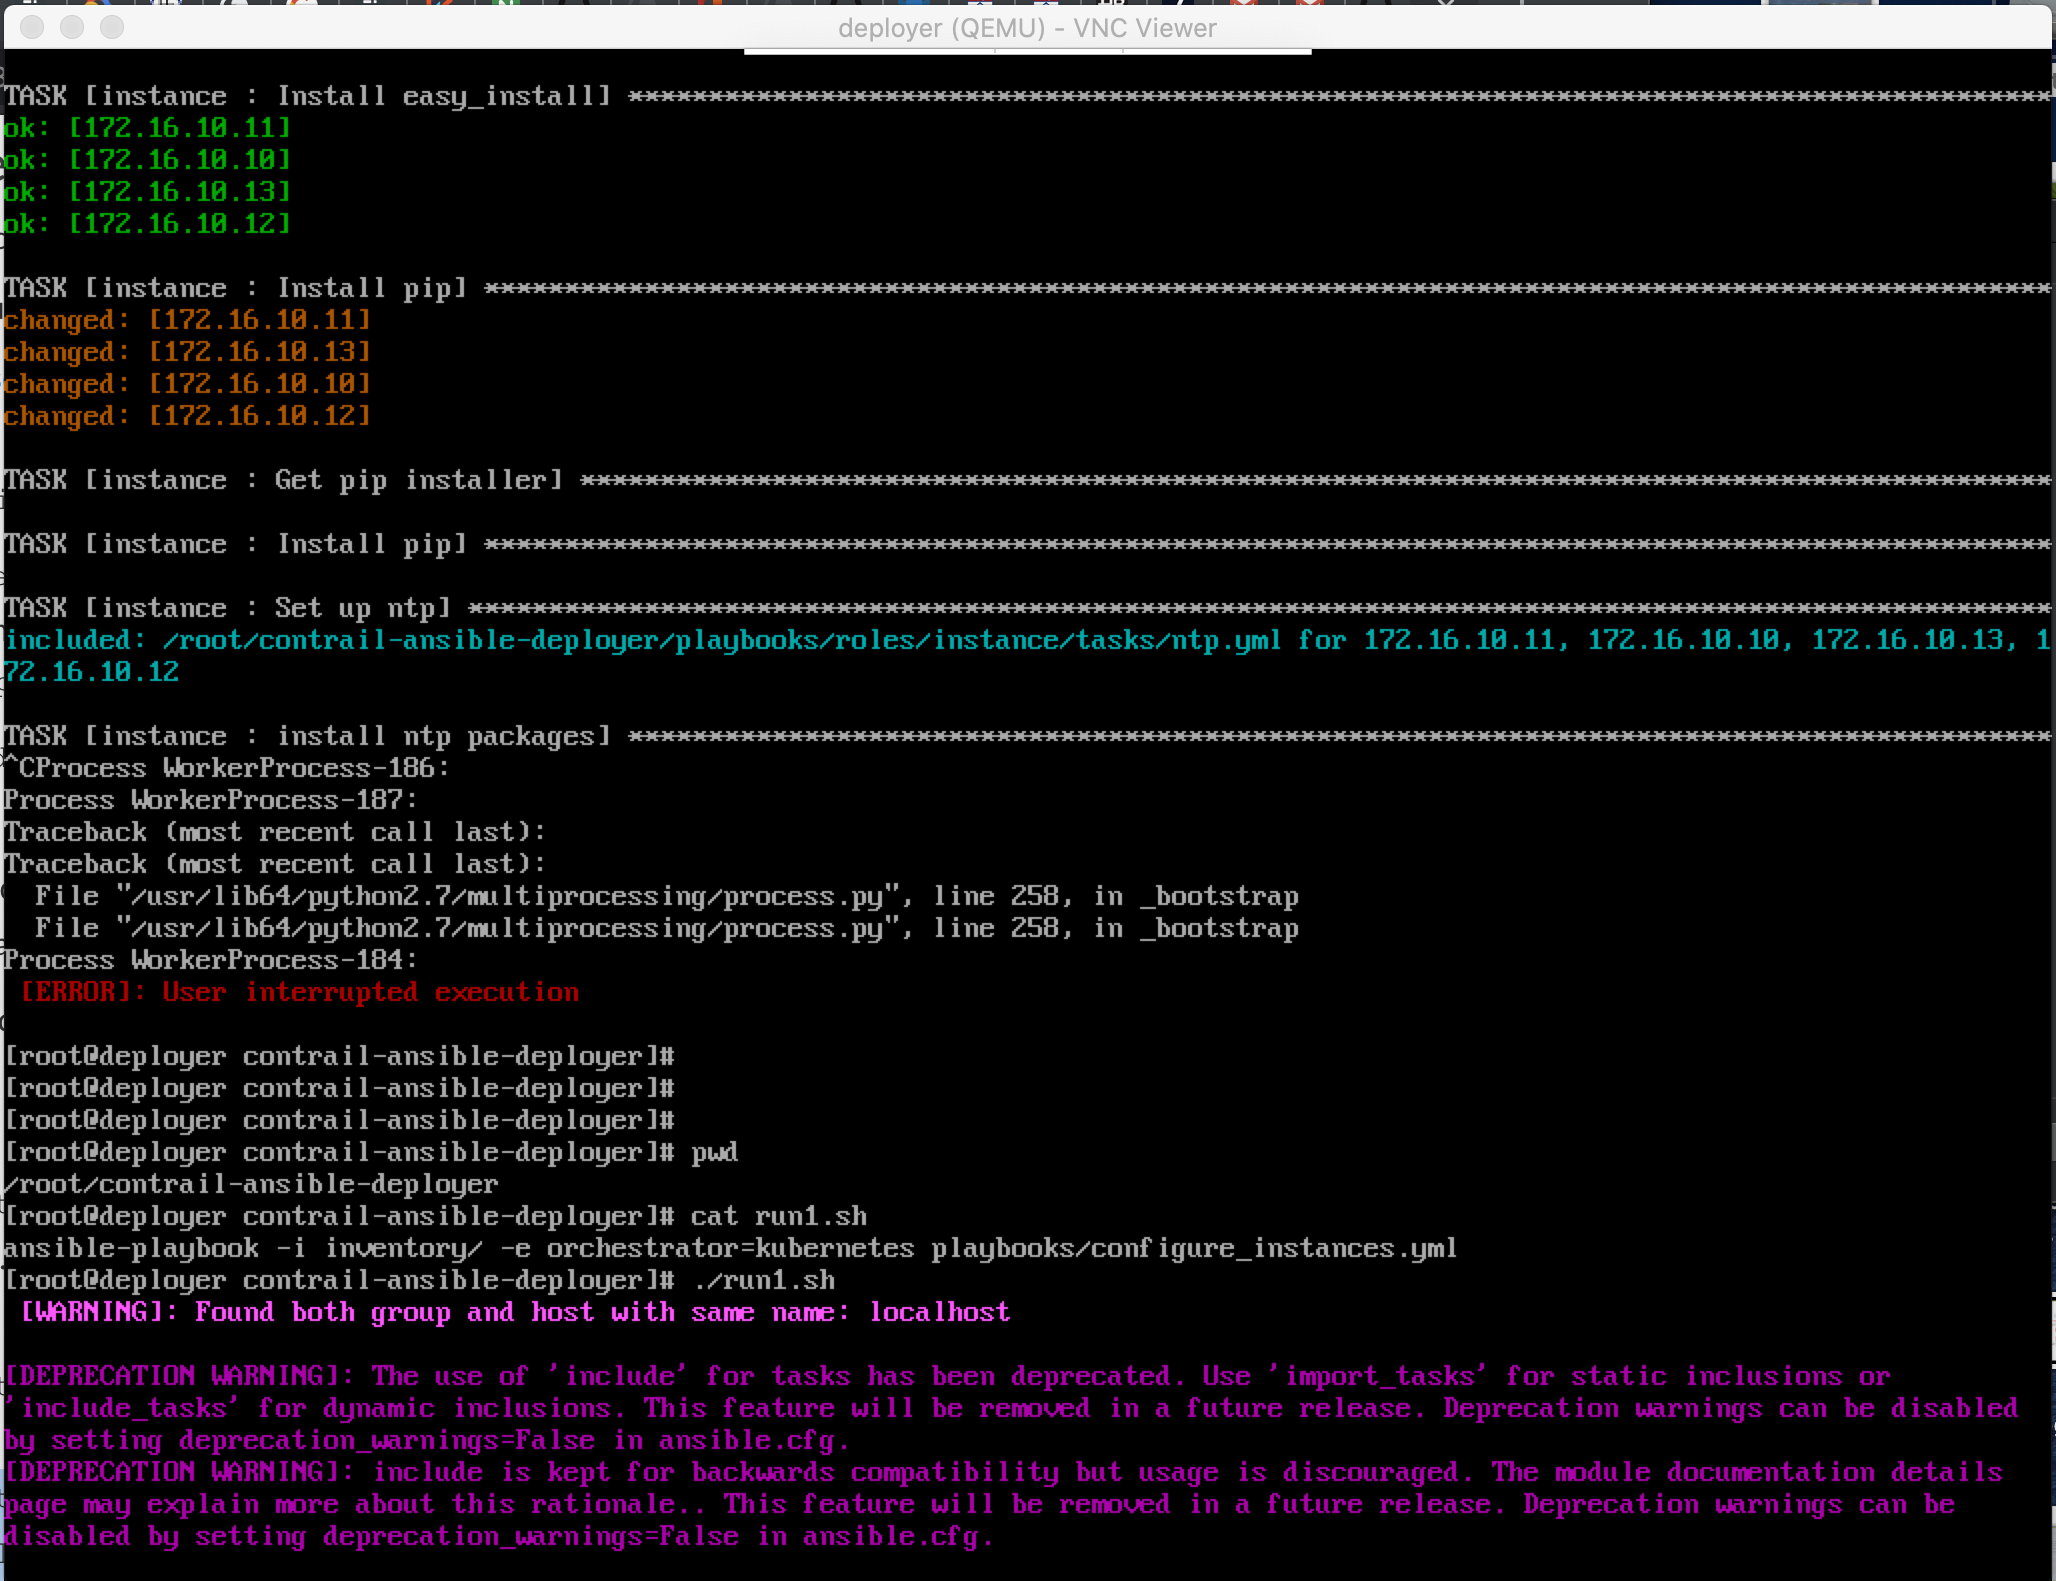 deployer (QEMU) - VNC Viewer
TASK [instance : Install easy_install] *****************************************************************************************
ok: [172.16.10.11]
ok: [172.16.10.10]
ok: [172.16.10.13]
ok: [172.16.10.12]
TASK [instance : Install pip] **************************************************************************************************
changed: [172.16.10.11]
changed: [172.16.10.13]
changed: [172.16.10.10]
changed: [172.16.10.12]
TASK [instance : Get pip installer] ********************************************************************************************
TASK [instance : Install pip] **************************************************************************************************
TASK [instance : Set up ntp] ***************************************************************************************************
included: /root/contrail-ansible-deployer/playbooks/roles/instance/tasks/ntp.yml for 172.16.10.11, 172.16.10.10, 172.16.10.13, 1
72.16.10.12
TASK [instance : install ntp packages] *****************************************************************************************
^CProcess WorkerProcess-186:
Process WorkerProcess-187:
Traceback (most recent call last):
Traceback (most recent call last):
  File "/usr/lib64/python2.7/multiprocessing/process.py", line 258, in _bootstrap
  File "/usr/lib64/python2.7/multiprocessing/process.py", line 258, in _bootstrap
Process WorkerProcess-184:
 [ERROR]: User interrupted execution
[root@deployer contrail-ansible-deployer]#
[root@deployer contrail-ansible-deployer]#
[root@deployer contrail-ansible-deployer]#
[root@deployer contrail-ansible-deployer]# pwd
/root/contrail-ansible-deployer
[root@deployer contrail-ansible-deployer]# cat run1.sh
ansible-playbook -i inventory/ -e orchestrator=kubernetes playbooks/configure_instances.yml
[root@deployer contrail-ansible-deployer]# ./run1.sh
 [WARNING]: Found both group and host with same name: localhost
[DEPRECATION WARNING]: The use of 'include' for tasks has been deprecated. Use 'import_tasks' for static inclusions or
'include_tasks' for dynamic inclusions. This feature will be removed in a future release. Deprecation warnings can be disabled
by setting deprecation_warnings=False in ansible.cfg.
[DEPRECATION WARNING]: include is kept for backwards compatibility but usage is discouraged. The module documentation details
page may explain more about this rationale.. This feature will be removed in a future release. Deprecation warnings can be
disabled by setting deprecation_warnings=False in ansible.cfg.